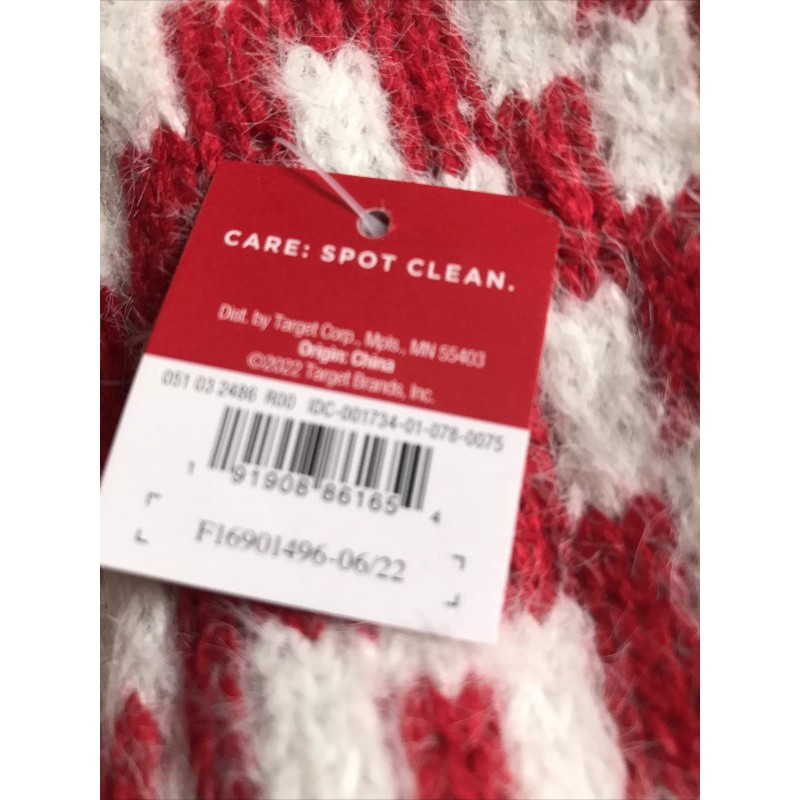 CARE: SPOT CLEAN.
Dist. by Target Corp., Mpls., MN 55403
Origin: China
©2022 Target Brands, Inc.
051 03 2486 R00 IDC-001734-01-078-0075
1 91908 86165 4
F16901496-06/22